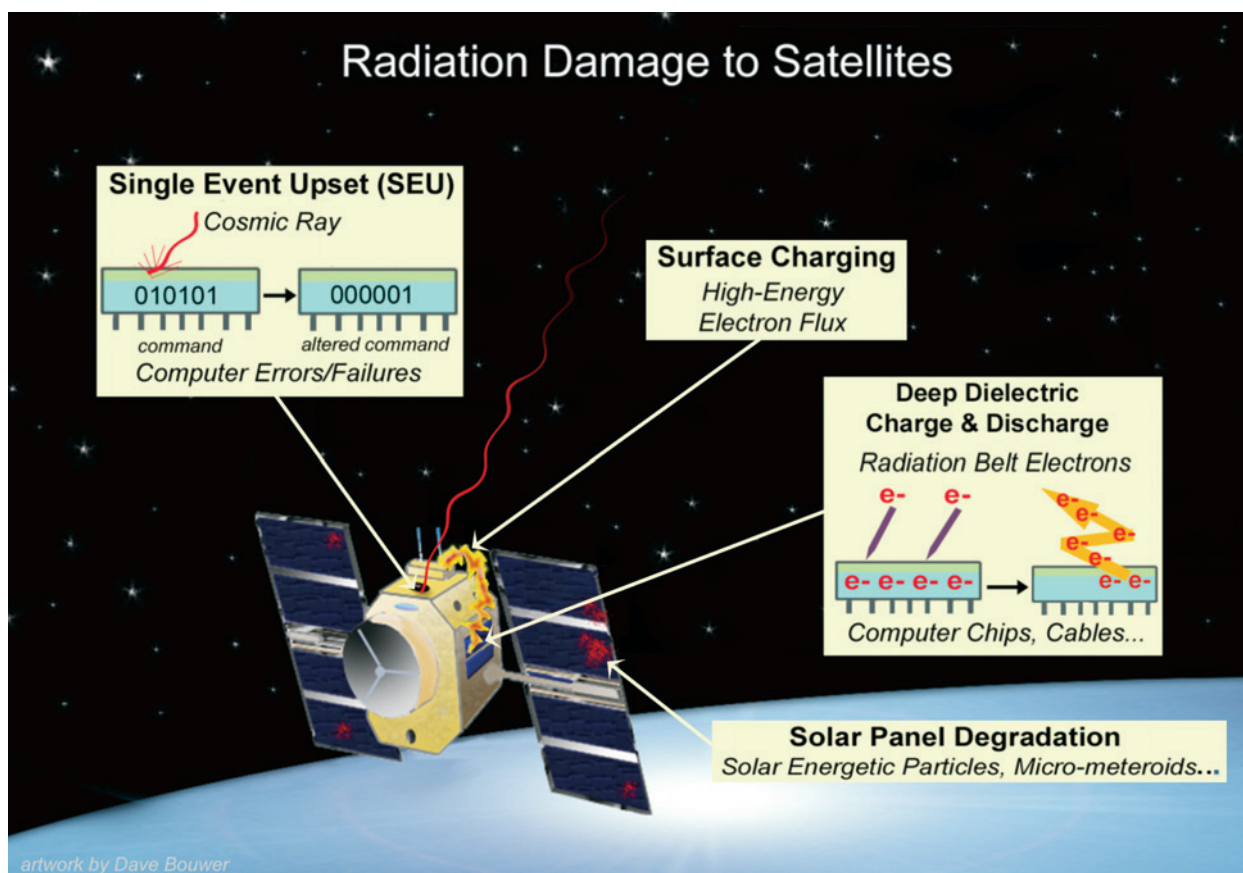 Radiation Damage to Satellites
Single Event Upset (SEU)
Cosmic Ray
010101
000001
command
altered command
Computer Errors/Failures
Surface Charging
High-Energy
Electron Flux
Deep Dielectric
Charge & Discharge
Radiation Belt Electrons
e- e- e-
e-
e-
e-
e- e- e- e- e- e-
Computer Chips, Cables...
Solar Panel Degradation
Solar Energetic Particles, Micro-meteroids...
artwork by Dave Bouwer